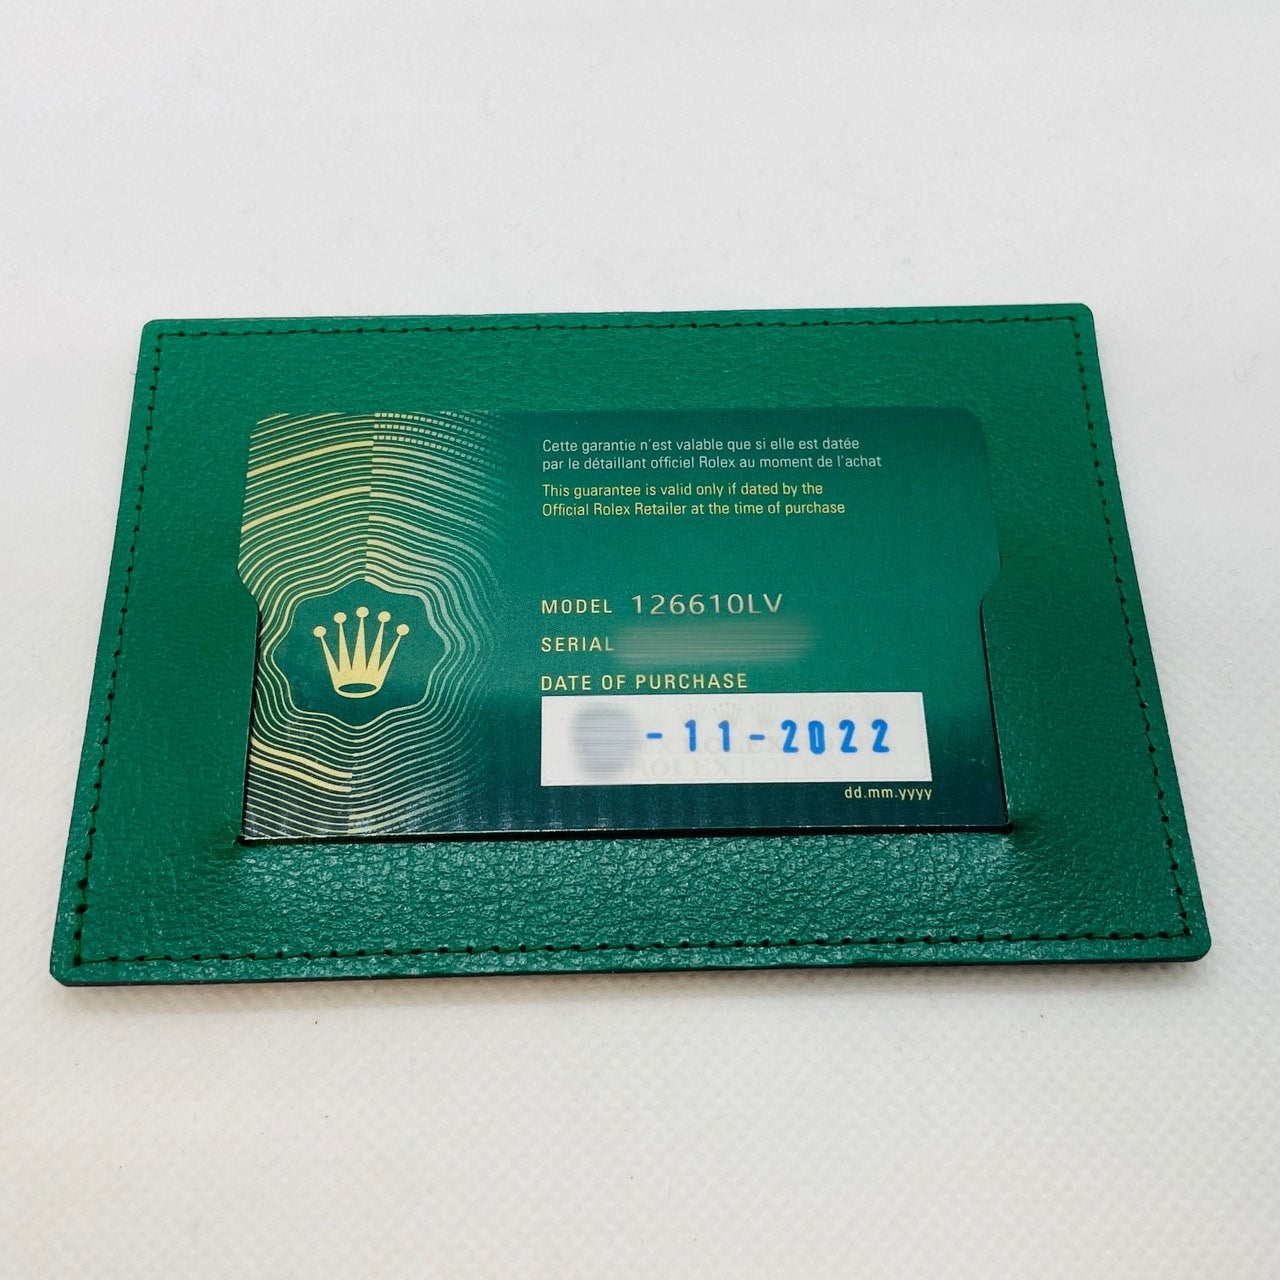 Cette garantie n'est valable que si elle est datée
par le détaillant officiel Rolex au moment de l'achat
This guarantee is valid only if dated by the
Official Rolex Retailer at the time of purchase
MODEL 126610LV
SERIAL
DATE OF PURCHASE
-11-2022
dd.mm.yyyy